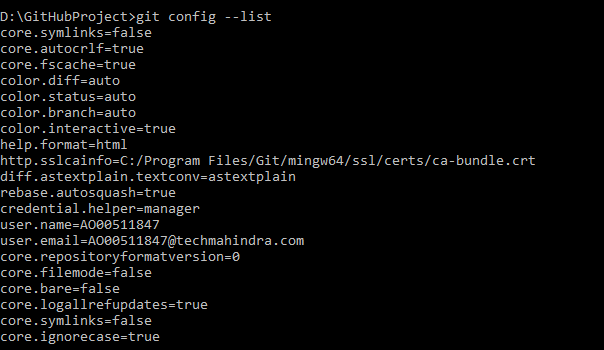 D:\GitHubProject>git config --list
core.symlinks=false
core.autocrlf=true
core.fscache=true
color.diff=auto
color.status=auto
color.branch=auto
color.interactive=true
help.format=html
http.sslcainfo=C:/Program Files/Git/mingw64/ssl/certs/ca-bundle.crt
diff.astextplain.textconv=astextplain
rebase.autosquash=true
credential.helper=manager
user.name=AO00511847
user.email=AO00511847@techmahindra.com
core.repositoryformatversion=0
core.filemode=false
core.bare=false
core.logallrefupdates=true
core.symlinks=false
core.ignorecase=true